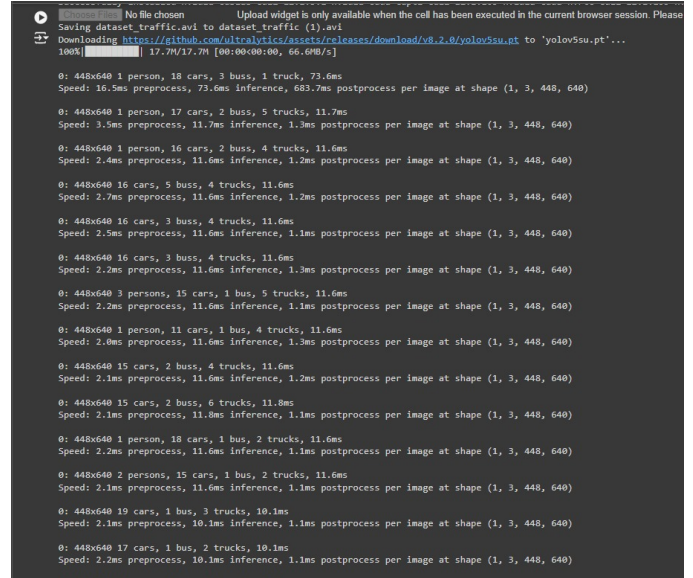 Choose Files No file chosen Upload widget is only available when the cell has been executed in the current browser session. Please
Saving dataset_traffic.avi to dataset_traffic (1).avi
Downloading https://github.com/ultralytics/assets/releases/download/v8.2.0/yolov5su.pt to 'yolov5su.pt'...
100%| 17.7M/17.7M [00:00<00:00, 66.6MB/s]
0: 448x640 1 person, 18 cars, 3 buss, 1 truck, 73.6ms
Speed: 16.5ms preprocess, 73.6ms inference, 683.7ms postprocess per image at shape (1, 3, 448, 640)
0: 448x640 1 person, 17 cars, 2 buss, 5 trucks, 11.7ms
Speed: 3.5ms preprocess, 11.7ms inference, 1.3ms postprocess per image at shape (1, 3, 448, 640)
0: 448x640 1 person, 16 cars, 2 buss, 4 trucks, 11.6ms
Speed: 2.4ms preprocess, 11.6ms inference, 1.2ms postprocess per image at shape (1, 3, 448, 640)
0: 448x640 16 cars, 5 buss, 4 trucks, 11.6ms
Speed: 2.7ms preprocess, 11.6ms inference, 1.2ms postprocess per image at shape (1, 3, 448, 640)
0: 448x640 16 cars, 3 buss, 4 trucks, 11.6ms
Speed: 2.5ms preprocess, 11.6ms inference, 1.1ms postprocess per image at shape (1, 3, 448, 640)
0: 448x640 16 cars, 3 buss, 4 trucks, 11.6ms
Speed: 2.2ms preprocess, 11.6ms inference, 1.3ms postprocess per image at shape (1, 3, 448, 640)
0: 448x640 3 persons, 15 cars, 1 bus, 5 trucks, 11.6ms
Speed: 2.2ms preprocess, 11.6ms inference, 1.1ms postprocess per image at shape (1, 3, 448, 640)
0: 448x640 1 person, 11 cars, 1 bus, 4 trucks, 11.6ms
Speed: 2.0ms preprocess, 11.6ms inference, 1.3ms postprocess per image at shape (1, 3, 448, 640)
0: 448x640 15 cars, 2 buss, 4 trucks, 11.6ms
Speed: 2.1ms preprocess, 11.6ms inference, 1.2ms postprocess per image at shape (1, 3, 448, 640)
0: 448x640 15 cars, 2 buss, 6 trucks, 11.8ms
Speed: 2.1ms preprocess, 11.8ms inference, 1.1ms postprocess per image at shape (1, 3, 448, 640)
0: 448x640 1 person, 18 cars, 1 bus, 2 trucks, 11.6ms
Speed: 2.2ms preprocess, 11.6ms inference, 1.1ms postprocess per image at shape (1, 3, 448, 640)
0: 448x640 2 persons, 15 cars, 1 bus, 2 trucks, 11.6ms
Speed: 2.1ms preprocess, 11.6ms inference, 1.1ms postprocess per image at shape (1, 3, 448, 640)
0: 448x640 19 cars, 1 bus, 3 trucks, 10.1ms
Speed: 2.1ms preprocess, 10.1ms inference, 1.1ms postprocess per image at shape (1, 3, 448, 640)
0: 448x640 17 cars, 1 bus, 2 trucks, 10.1ms
Speed: 2.2ms preprocess, 10.1ms inference, 1.1ms postprocess per image at shape (1, 3, 448, 640)